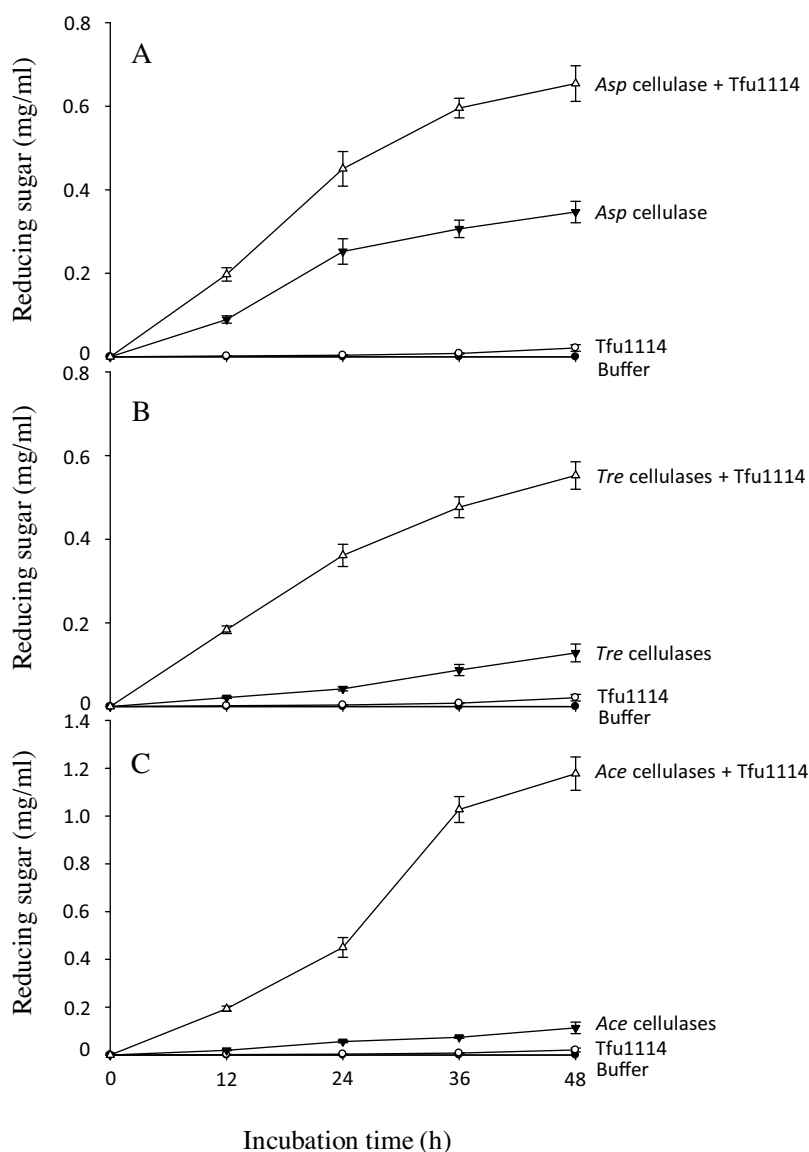 A
Reducing sugar (mg/ml)
0.8
0.6
0.4
0.2
0
Asp cellulase + Tfu1114
Asp cellulase
Tfu1114
Buffer
B
Reducing sugar (mg/ml)
0.8
0.6
0.4
0.2
0
Tre cellulases + Tfu1114
Tre cellulases
Tfu1114
Buffer
C
Reducing sugar (mg/ml)
1.4
1.2
1.0
0.8
0.6
0.4
0.2
0
Ace cellulases + Tfu1114
Ace cellulases
Tfu1114
Buffer
0 12 24 36 48
Incubation time (h)